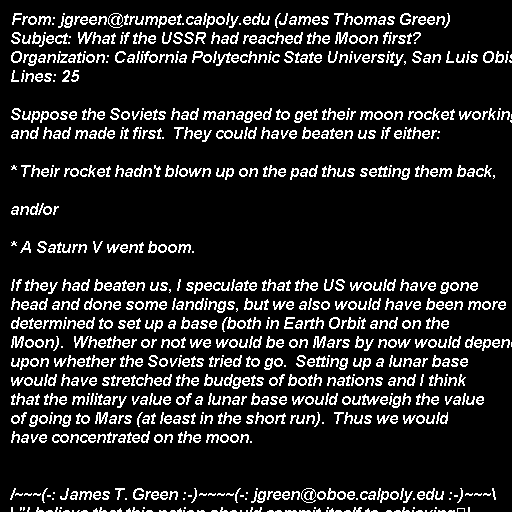 From: jgreen@trumpet.calpoly.edu (James Thomas Green)
Subject: What if the USSR had reached the Moon first?
Organization: California Polytechnic State University, San Luis Obis
Lines: 25

Suppose the Soviets had managed to get their moon rocket working
and had made it first.  They could have beaten us if either:

* Their rocket hadn't blown up on the pad thus setting them back,

and/or

* A Saturn V went boom.

If they had beaten us, I speculate that the US would have gone
head and done some landings, but we also would have been more
determined to set up a base (both in Earth Orbit and on the
Moon).  Whether or not we would be on Mars by now would depen
upon whether the Soviets tried to go.  Setting up a lunar base
would have stretched the budgets of both nations and I think
that the military value of a lunar base would outweigh the value
of going to Mars (at least in the short run).  Thus we would
have concentrated on the moon.

/~~~(-: James T. Green :-)~~~~(-: jgreen@oboe.calpoly.edu :-)~~~\
| "I believe that this nation should commit itself to achieving |